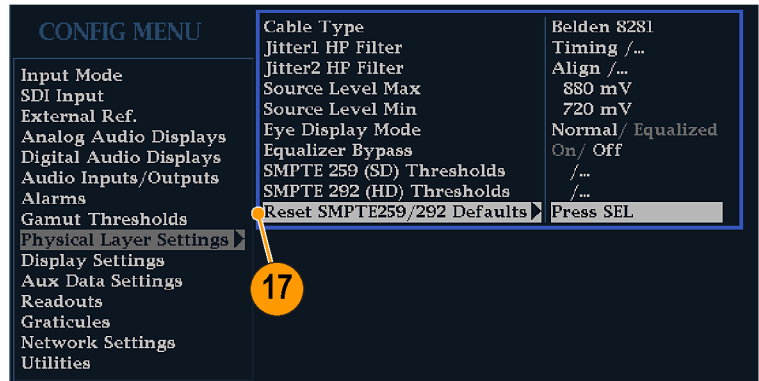 CONFIG MENU
Input Mode
SDI Input
External Ref.
Analog Audio Displays
Digital Audio Displays
Audio Inputs/Outputs
Alarms
Gamut Thresholds
Physical Layer Settings
Display Settings
Aux Data Settings
Readouts
Graticules
Network Settings
Utilities
Cable Type Belden 8281
Jitter1 HP Filter Timing /...
Jitter2 HP Filter Align /...
Source Level Max 880 mV
Source Level Min 720 mV
Eye Display Mode Normal/ Equalized
Equalizer Bypass On/ Off
SMPTE 259 (SD) Thresholds /...
SMPTE 292 (HD) Thresholds /...
Reset SMPTE259/292 Defaults Press SEL
17